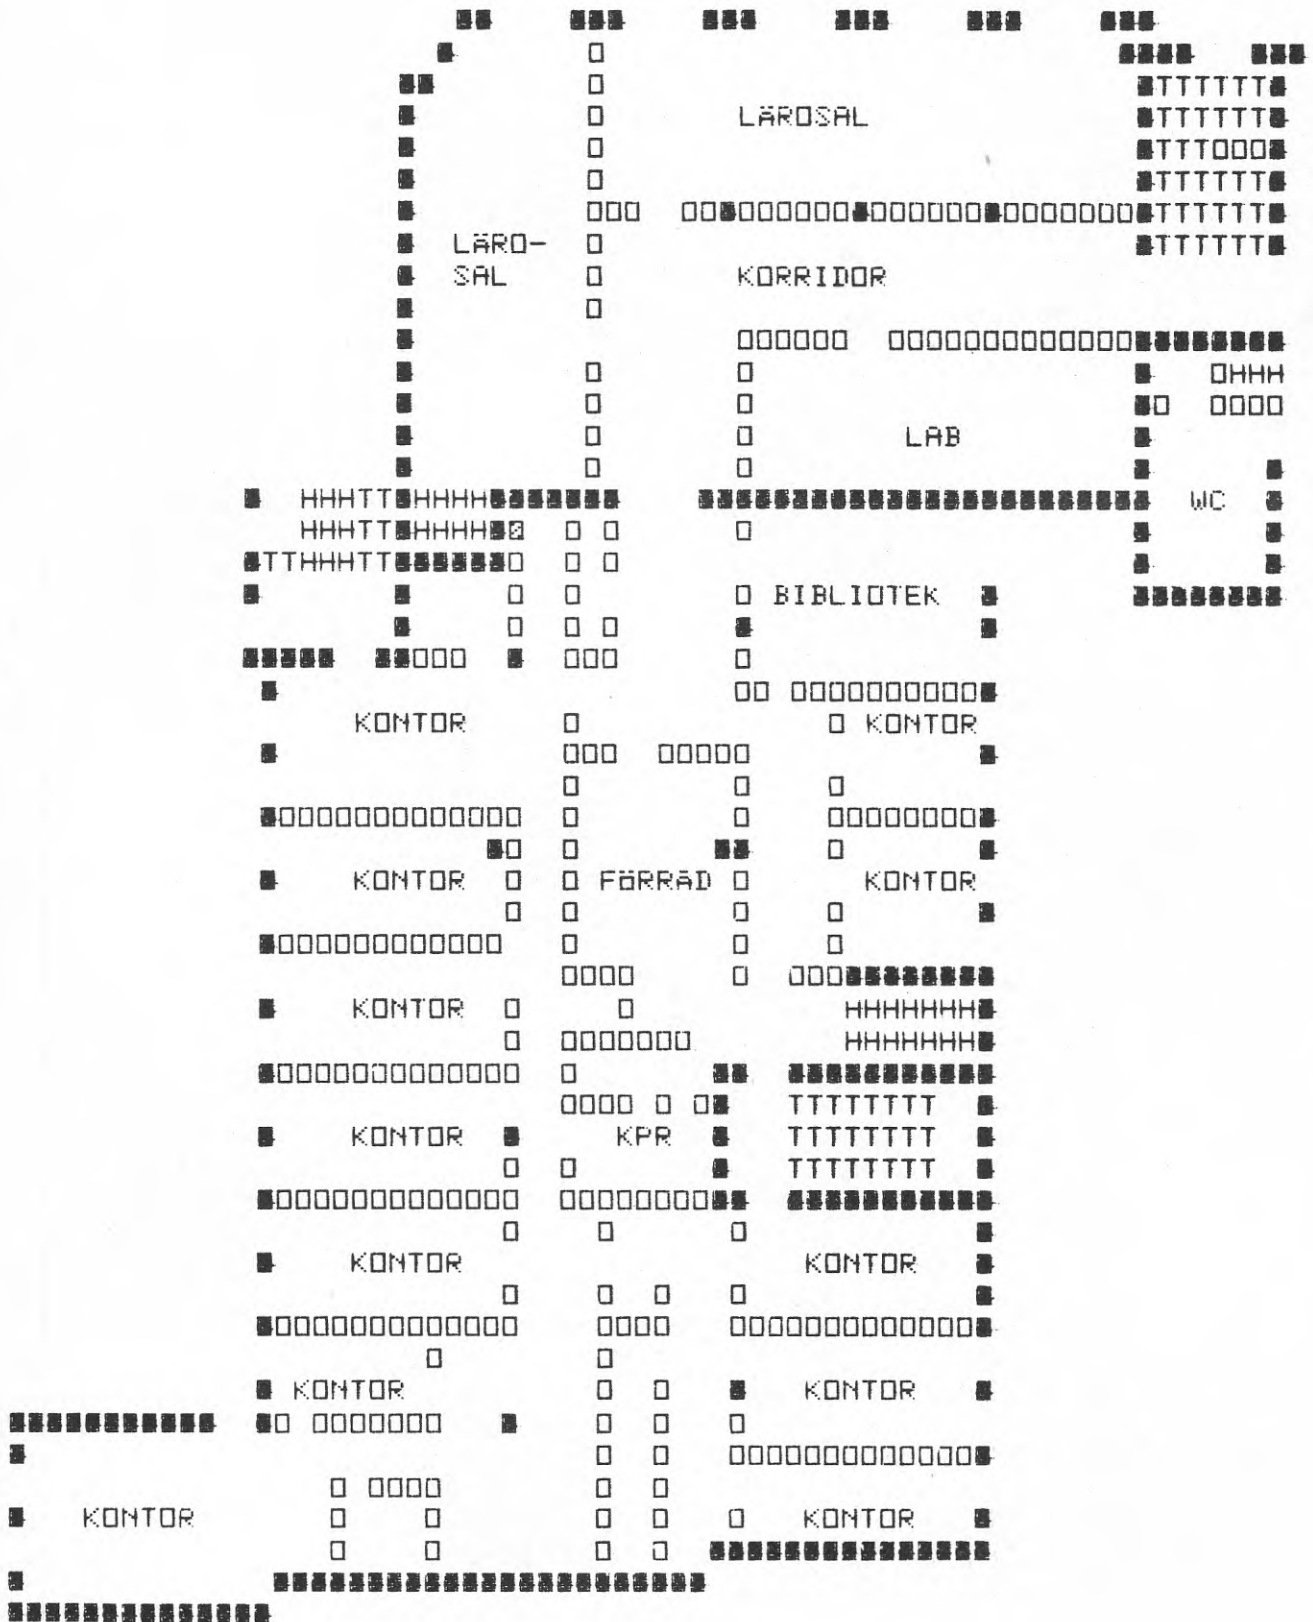 LÄROSAL
LÄRO-
SAL
KORRIDOR
LAB
WC
BIBLIOTEK
KONTOR KONTOR
KONTOR FÖRRÅD KONTOR
KONTOR
KONTOR KPR
KONTOR KONTOR
KONTOR KONTOR
KONTOR KONTOR